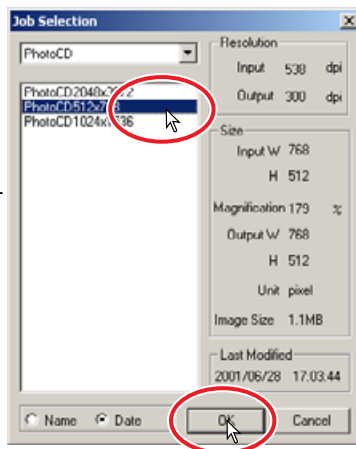 Job Selection
PhotoCD
PhotoCD512x768
PhotoCD1024x1536
Name
Date
Resolution
Input 538 dpi
Output 300 dpi
Size
Input W 768
H 512
Magnification 179 %
Output W 768
H 512
Unit pixel
Image Size 1.1MB
Last Modified
2001/06/28 17.03.44
OK
Cancel